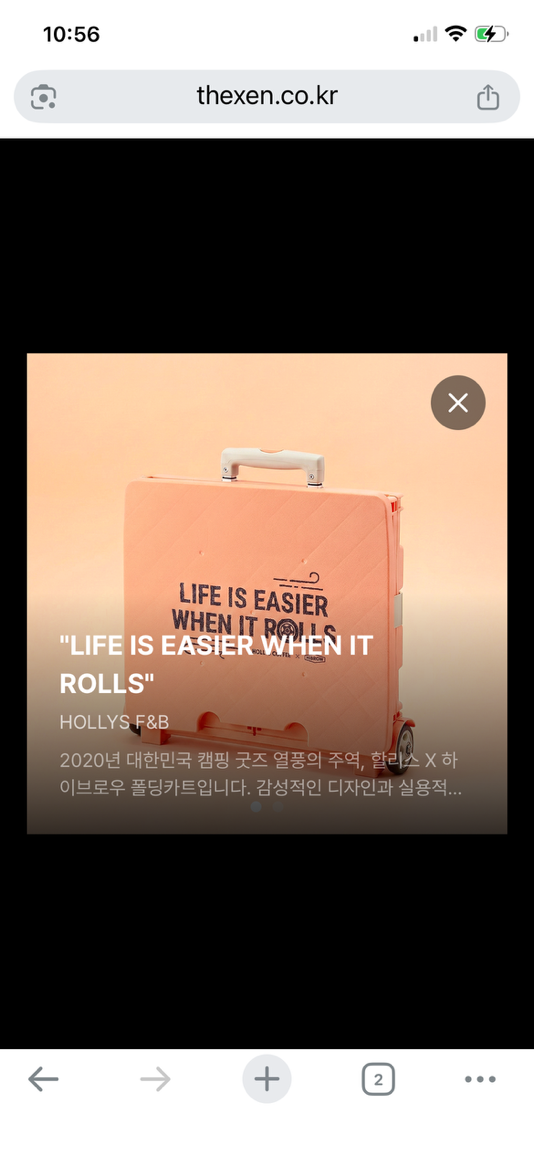 10:56
thexen.co.kr
LIFE IS EASIER
WHEN IT ROLLS
"LIFE IS EASIER WHEN IT
ROLLS"
HOLLYS F&B
2020년 대한민국 캠핑 굿즈 열풍의 주역, 할리스 X 하
이브로우 폴딩카트입니다. 감성적인 디자인과 실용적...
2